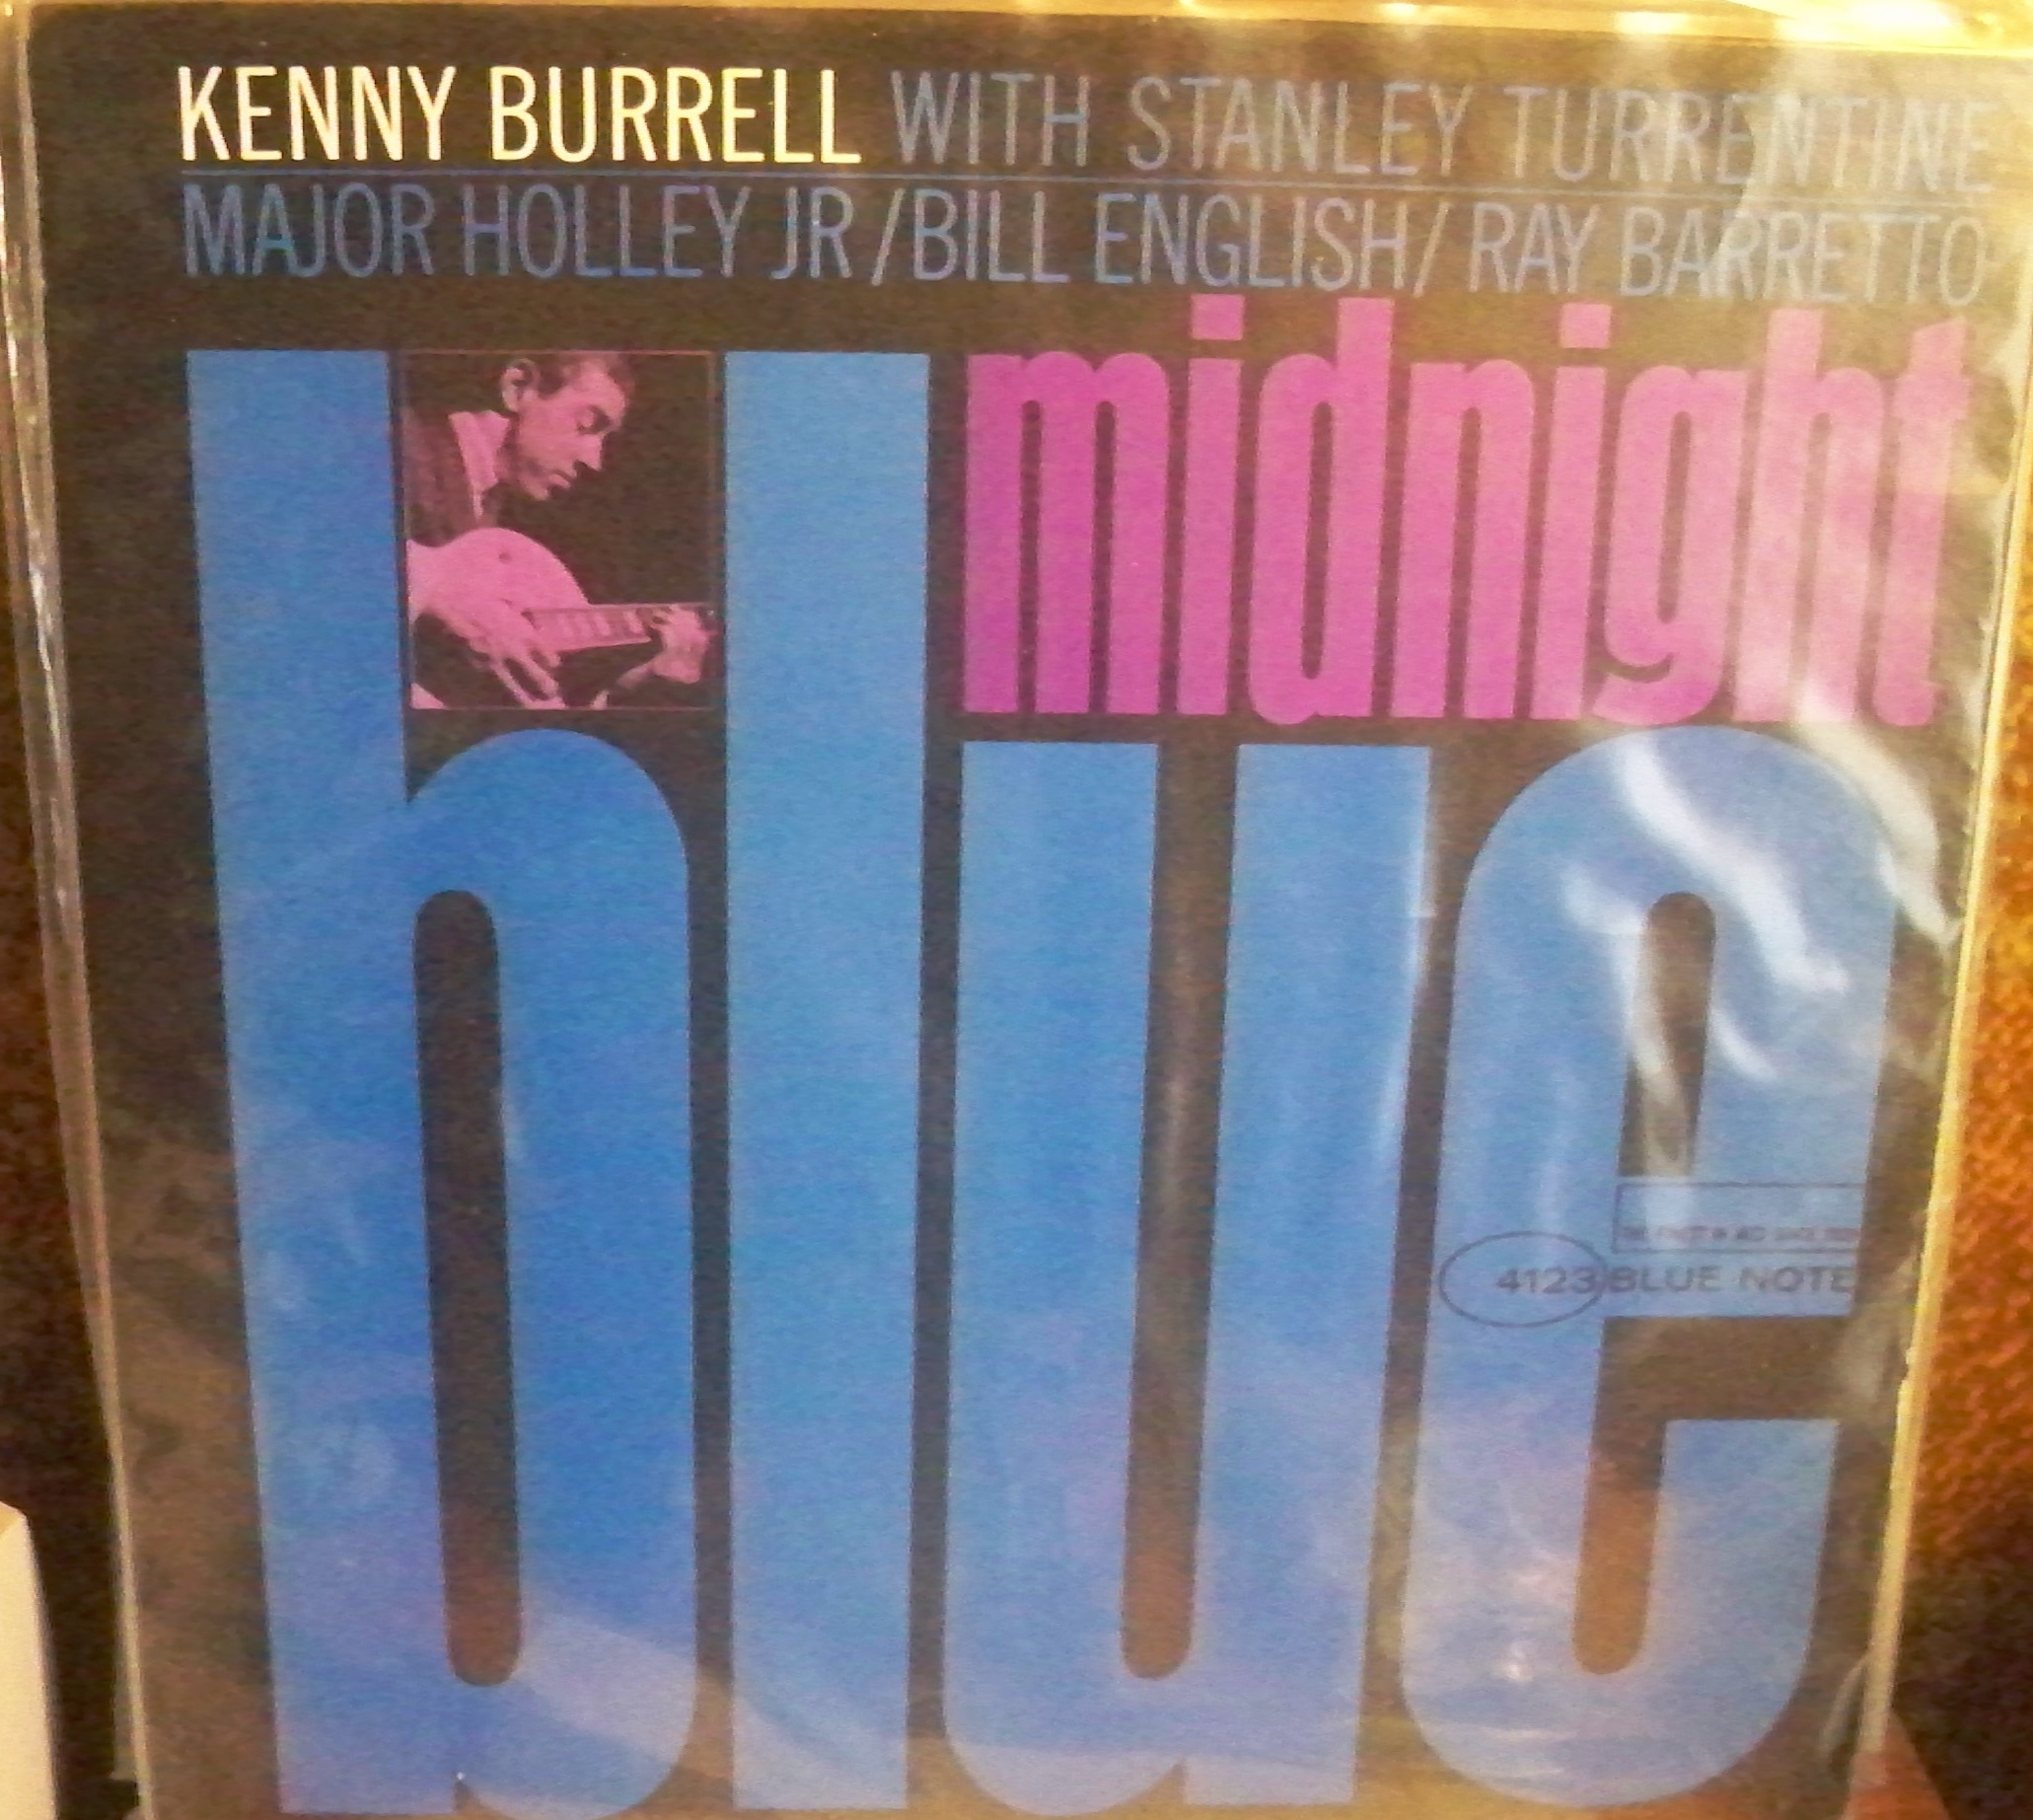 KENNY BURRELL WITH STANLEY TURRENTINE
MAJOR HOLLEY JR/BILL ENGLISH/RAY BARRETTO
midnight
blue
4123 BLUE NOTE